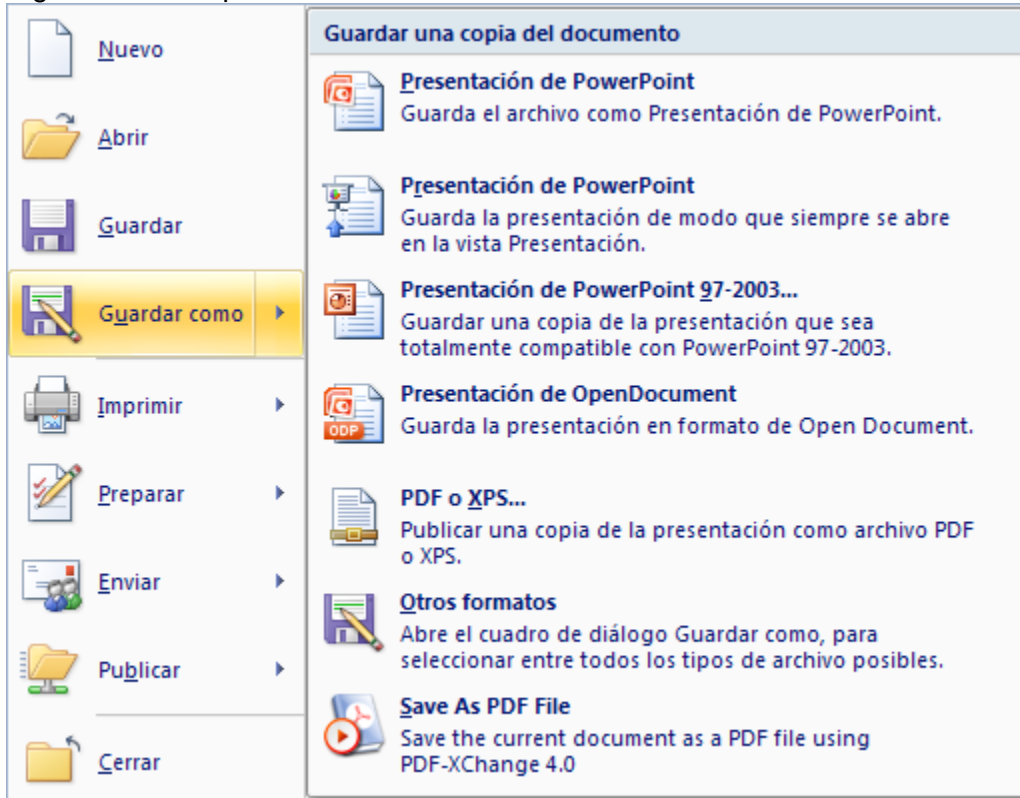 Nuevo
Abrir
Guardar
Guardar como
Imprimir
Preparar
Enviar
Publicar
Cerrar
Guardar una copia del documento
Presentación de PowerPoint
Guarda el archivo como Presentación de PowerPoint.
Presentación de PowerPoint
Guarda la presentación de modo que siempre se abre
en la vista Presentación.
Presentación de PowerPoint 97-2003...
Guardar una copia de la presentación que sea
totalmente compatible con PowerPoint 97-2003.
Presentación de OpenDocument
ODP
Guarda la presentación en formato de Open Document.
PDF o XPS...
Publicar una copia de la presentación como archivo PDF
o XPS.
Otros formatos
Abre el cuadro de diálogo Guardar como, para
seleccionar entre todos los tipos de archivo posibles.
Save As PDF File
Save the current document as a PDF file using
PDF-XChange 4.0